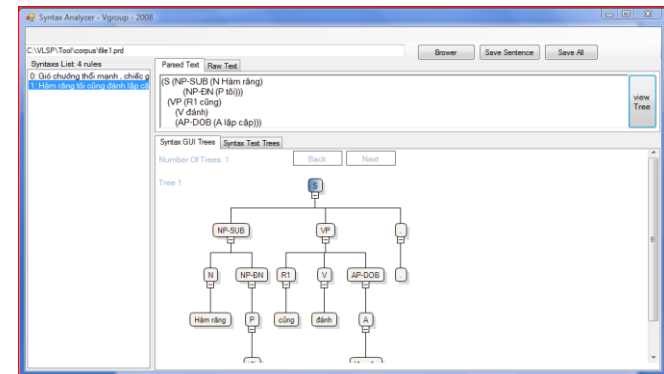 Syntax Analyzer - Vgroup - 2008
C:\VLSP\Tool\corpus\file1.prd
Brower
Save Sentence
Save All
Syntaxs List: 4 rules
0: Gió chướng thổi mạnh , chiếc g
1: Hàm răng tôi cũng đánh lập cậ
Parsed Text
Raw Text
(S (NP-SUB (N Hàm răng)
(NP-ĐN (P tôi)))
(VP (R1 cũng)
(V đánh)
(AP-DOB (A lập cập)))
view
Tree
Syntax GUI Trees
Syntax Text Trees
Number Of Trees: 1
Back
Next
Tree 1
S
NP-SUB
VP
.
N
NP-ĐN
R1
V
AP-DOB
.
Hàm răng
P
cũng
đánh
A